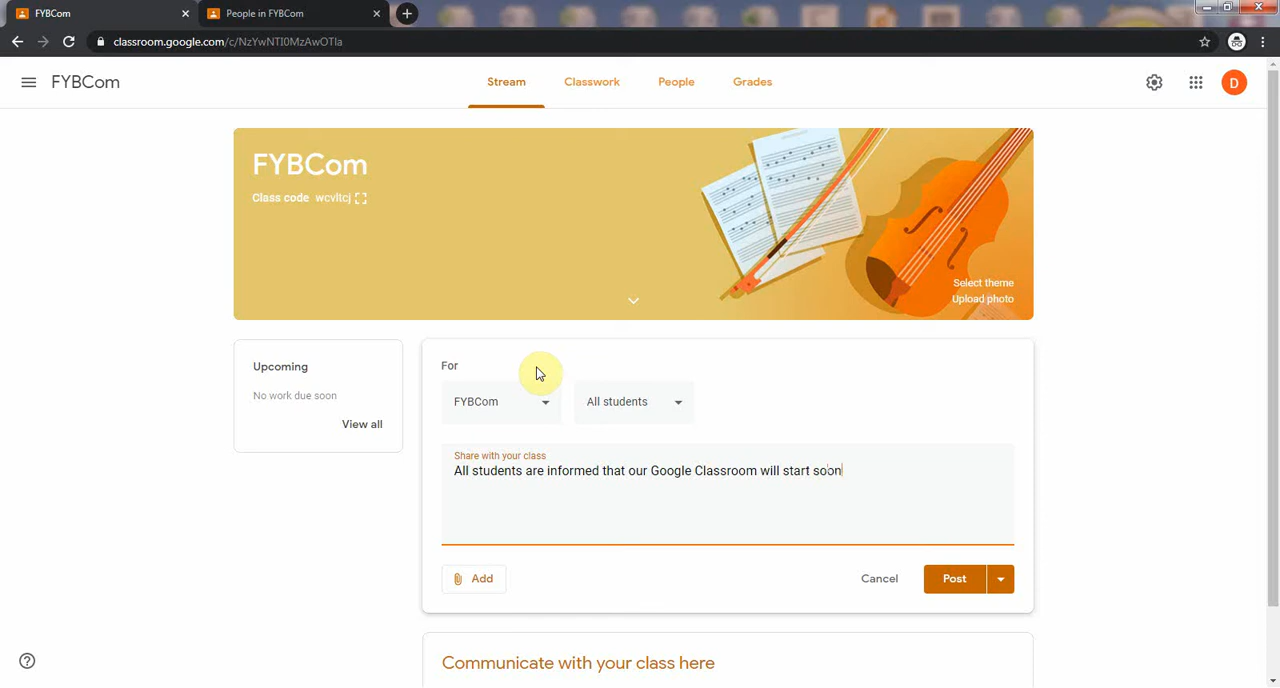 FYBCom
People in FYBCom
classroom.google.com/c/NzYwNTI0MzAwOTIa
FYBCom
Stream
Classwork
People
Grades
D
FYBCom
Class code wcvltcj
Select theme
Upload photo
Upcoming
No work due soon
View all
For
FYBCom
All students
Share with your class
All students are informed that our Google Classroom will start soon
Add
Cancel
Post
Communicate with your class here